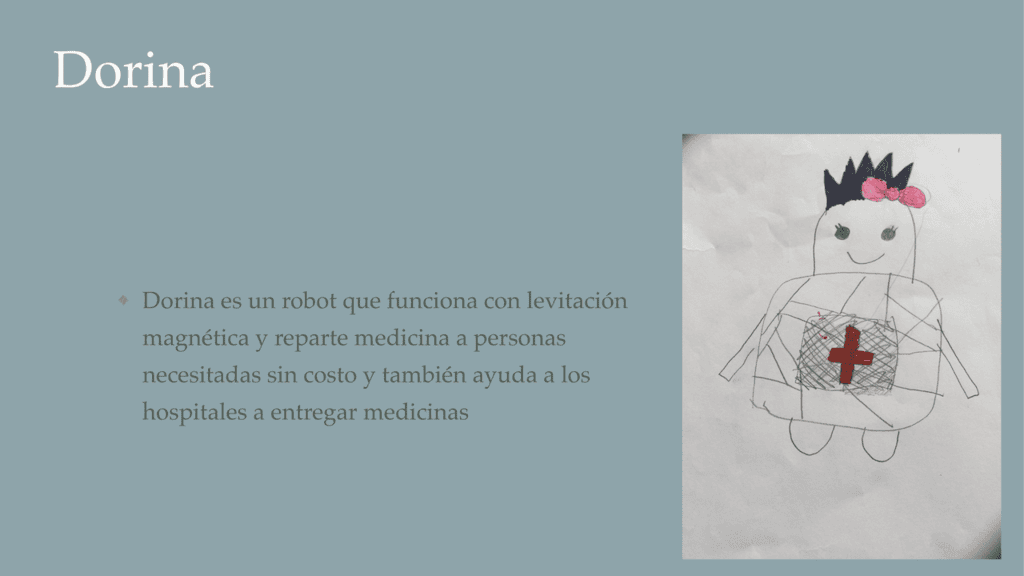 Dorina
Dorina es un robot que funciona con levitación
magnética y reparte medicina a personas
necesitadas sin costo y también ayuda a los
hospitales a entregar medicinas